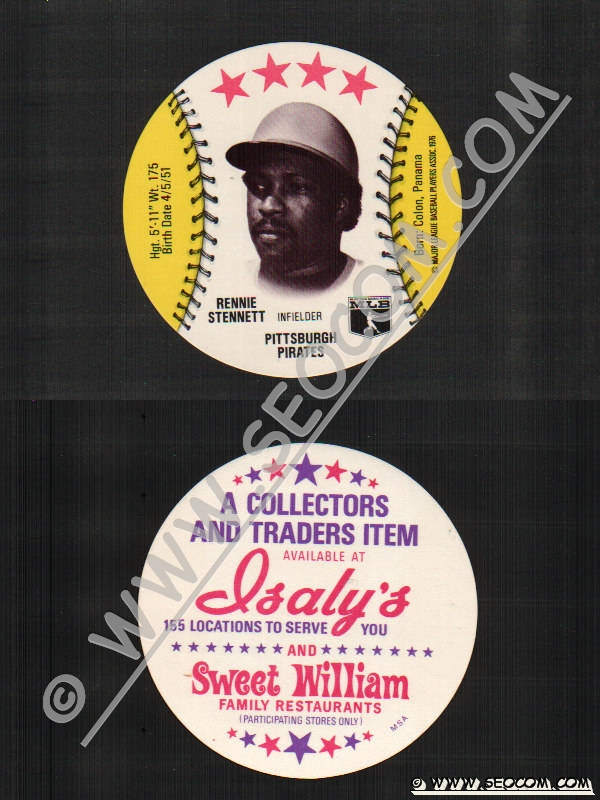 Hgt. 5'-11" Wt. 175
Birth Date 4/5/51
Born: Colon, Panama
© MAJOR LEAGUE BASEBALL PLAYERS ASSOC. 1976
RENNIE
STENNETT INFIELDER
MLB
PITTSBURGH
PIRATES
A COLLECTORS
AND TRADERS ITEM
AVAILABLE AT
Isaly's
155 LOCATIONS TO SERVE YOU
AND
Sweet William
FAMILY RESTAURANTS
(PARTICIPATING STORES ONLY)
MSA
© WWW.SEOCOM.COM
© WWW.SEOCOM.COM